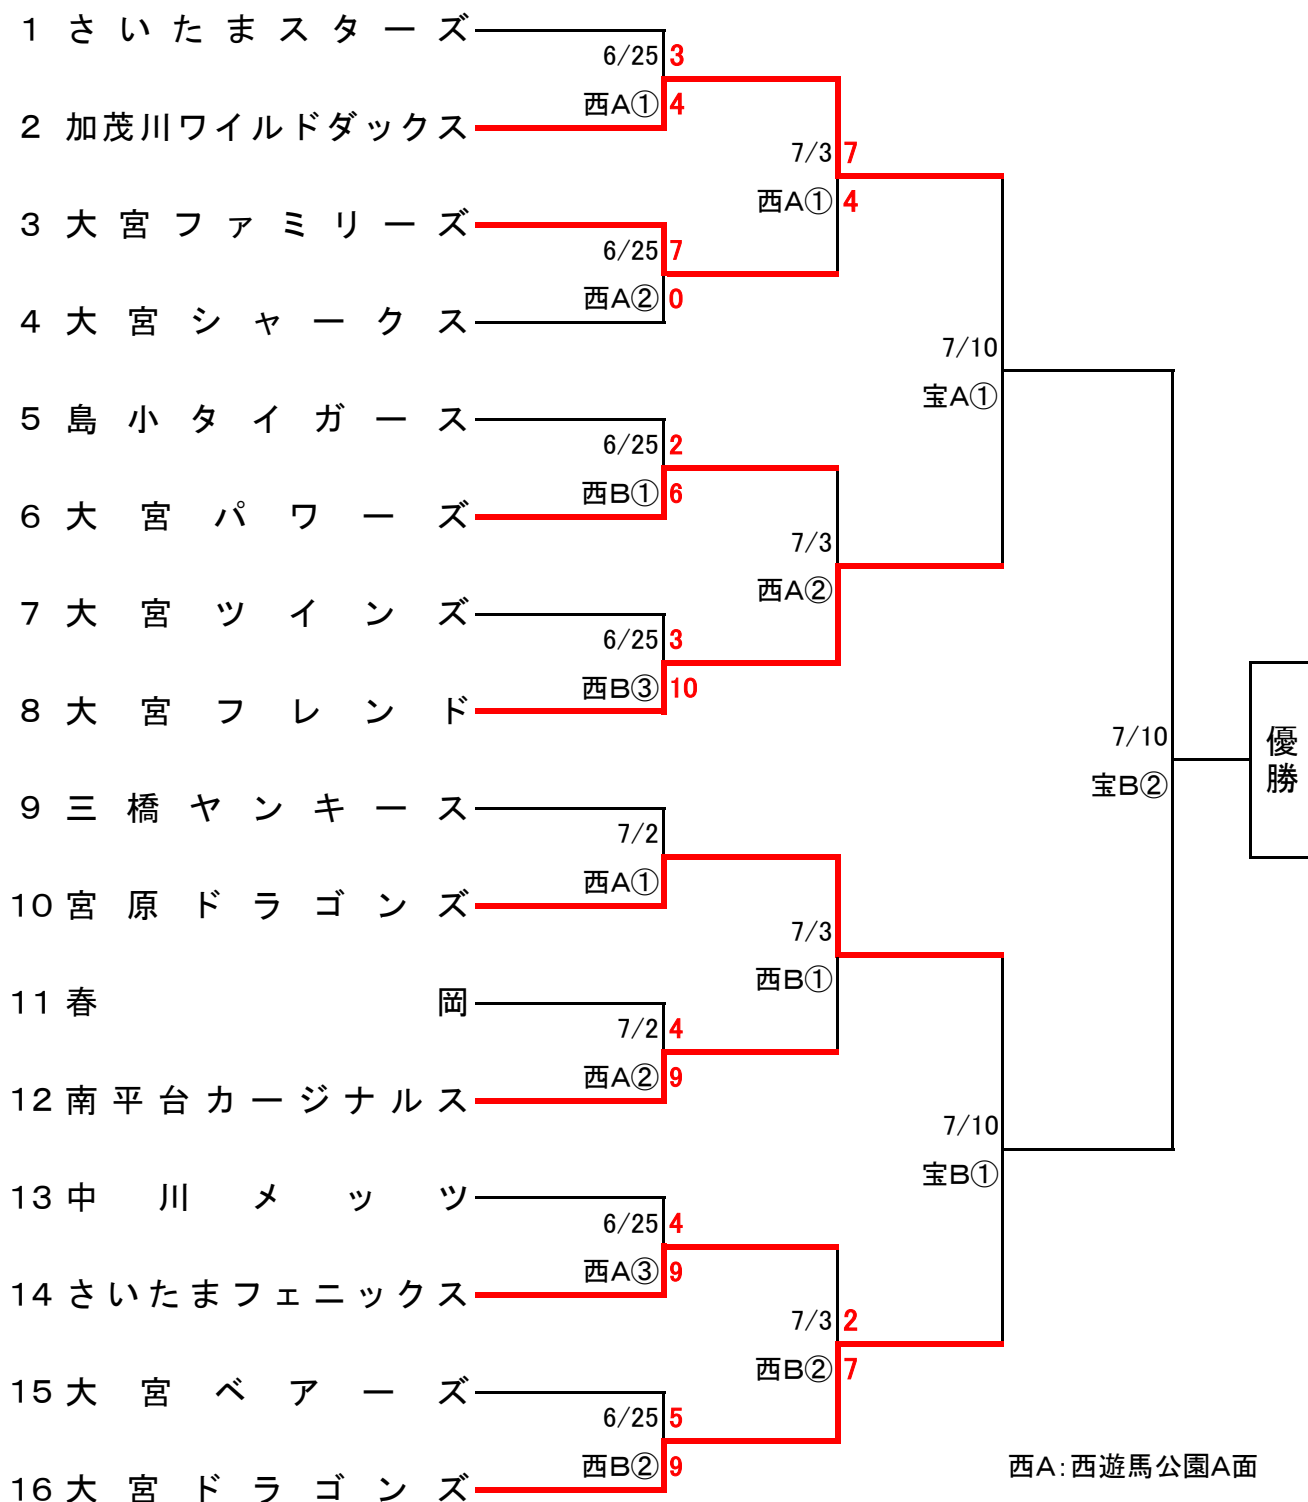 1 さいたまスターズ
6/25 3
西A① 4
2 加茂川ワイルドダックス
7/3 7
西A① 4
3 大宮ファミリーズ
6/25 7
西A② 0
4 大宮シャークス
7/10
宝A①
5 島小タイガース
6/25 2
西B① 6
6 大宮パワーズ
7/3
西A②
7 大宮ツインズ
6/25 3
西B③ 10
8 大宮フレンド
7/10
宝B②
優勝
9 三橋ヤンキース
7/2
西A①
10 宮原ドラゴンズ
7/3
西B①
11 春岡
7/2 4
西A② 9
12 南平台カージナルス
7/10
宝B①
13 中川メッツ
6/25 4
西A③ 9
14 さいたまフェニックス
7/3 2
西B② 7
15 大宮ベアーズ
6/25 5
西B② 9
16 大宮ドラゴンズ
西A:西遊馬公園A面